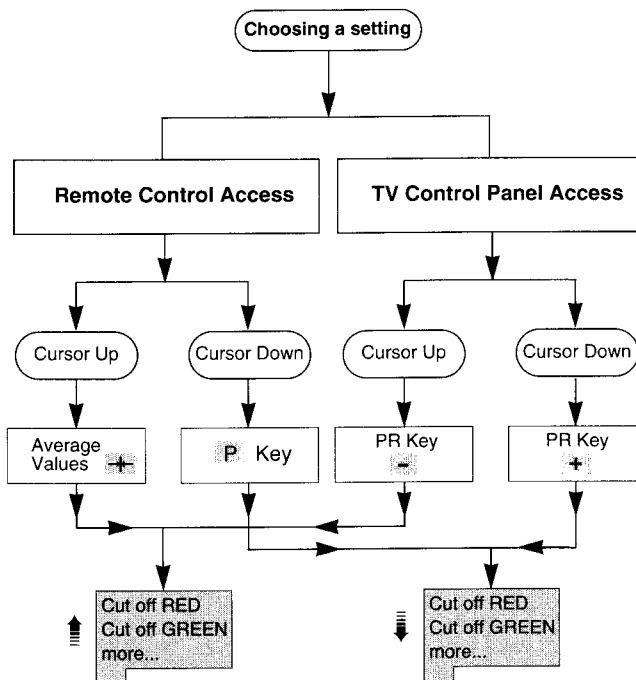 Choosing a setting
Remote Control Access
TV Control Panel Access
Cursor Up
Cursor Down
Cursor Up
Cursor Down
Average
Values -+-
P Key
PR Key
-
PR Key
+
Cut off RED
Cut off GREEN
more...
Cut off RED
Cut off GREEN
more...